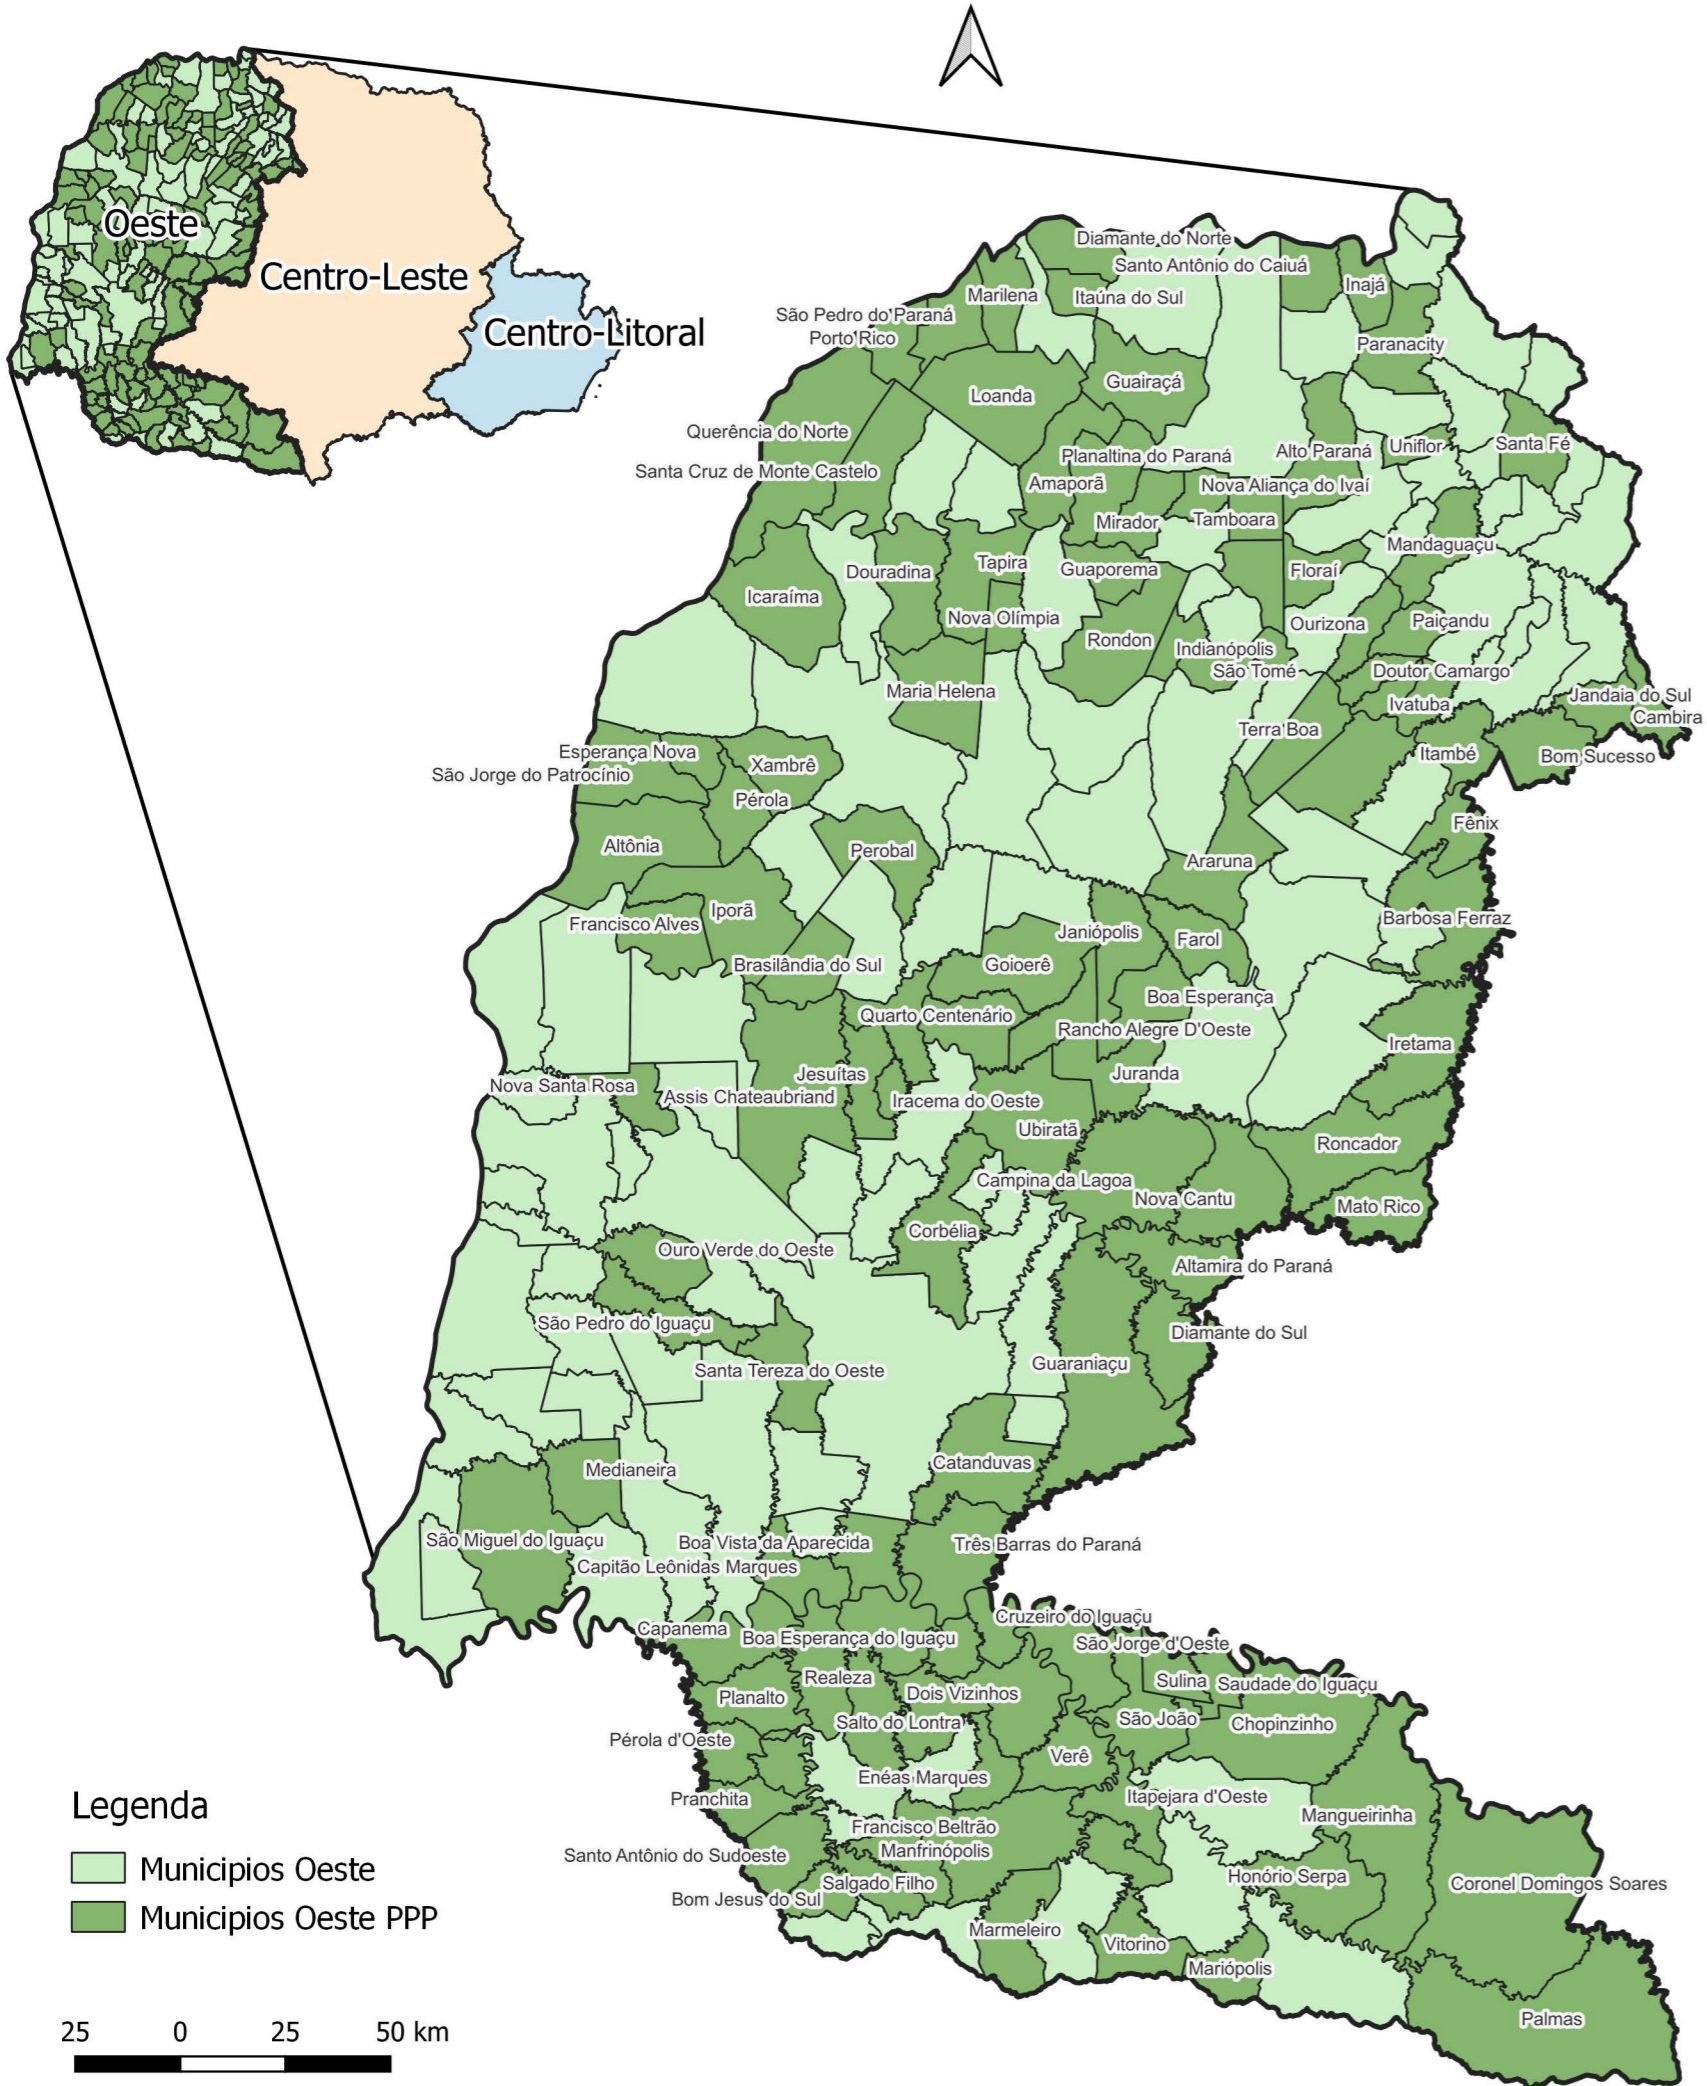 Oeste
Centro-Leste
Centro-Litoral
Diamante do Norte
Santo Antônio do Caiuá
Inajá
Marilena
Itaúna do Sul
São Pedro do Paraná
Porto Rico
Paranacity
Guairaçá
Loanda
Querência do Norte
Santa Cruz de Monte Castelo
Planaltina do Paraná
Alto Paraná
Uniflor
Santa Fé
Amaporã
Nova Aliança do Ivaí
Mirador
Tamboara
Mandaguaçu
Tapira
Douradina
Guaporema
Floraí
Icaraíma
Nova Olímpia
Rondon
Ourizona
Paiçandu
Indianópolis
São Tomé
Doutor Camargo
Maria Helena
Jandaia do Sul
Ivatuba
Cambira
Terra Boa
Esperança Nova
Itambé
Bom Sucesso
Xambrê
São Jorge do Patrocínio
Pérola
Fênix
Altônia
Perobal
Araruna
Iporã
Francisco Alves
Barbosa Ferraz
Janiópolis
Farol
Brasilândia do Sul
Goioerê
Boa Esperança
Quarto Centenário
Rancho Alegre D'Oeste
Iretama
Jesuítas
Juranda
Nova Santa Rosa
Assis Chateaubriand
Iracema do Oeste
Ubiratã
Roncador
Campina da Lagoa
Nova Cantu
Mato Rico
Corbélia
Ouro Verde do Oeste
Altamira do Paraná
São Pedro do Iguaçu
Diamante do Sul
Guaraniaçu
Santa Tereza do Oeste
Catanduvas
Medianeira
São Miguel do Iguaçu
Boa Vista da Aparecida
Três Barras do Paraná
Capitão Leônidas Marques
Cruzeiro do Iguaçu
Capanema
Boa Esperança do Iguaçu
São Jorge d'Oeste
Realeza
Sulina
Saudade do Iguaçu
Planalto
Dois Vizinhos
Salto do Lontra
São João
Chopinzinho
Pérola d'Oeste
Verê
Enéas Marques
Pranchita
Itapejara d'Oeste
Mangueirinha
Francisco Beltrão
Manfrinópolis
Santo Antônio do Sudoeste
Honório Serpa
Salgado Filho
Coronel Domingos Soares
Bom Jesus do Sul
Marmeleiro
Vitorino
Mariópolis
Palmas
Legenda
Municipios Oeste
Municipios Oeste PPP
25 0 25 50 km